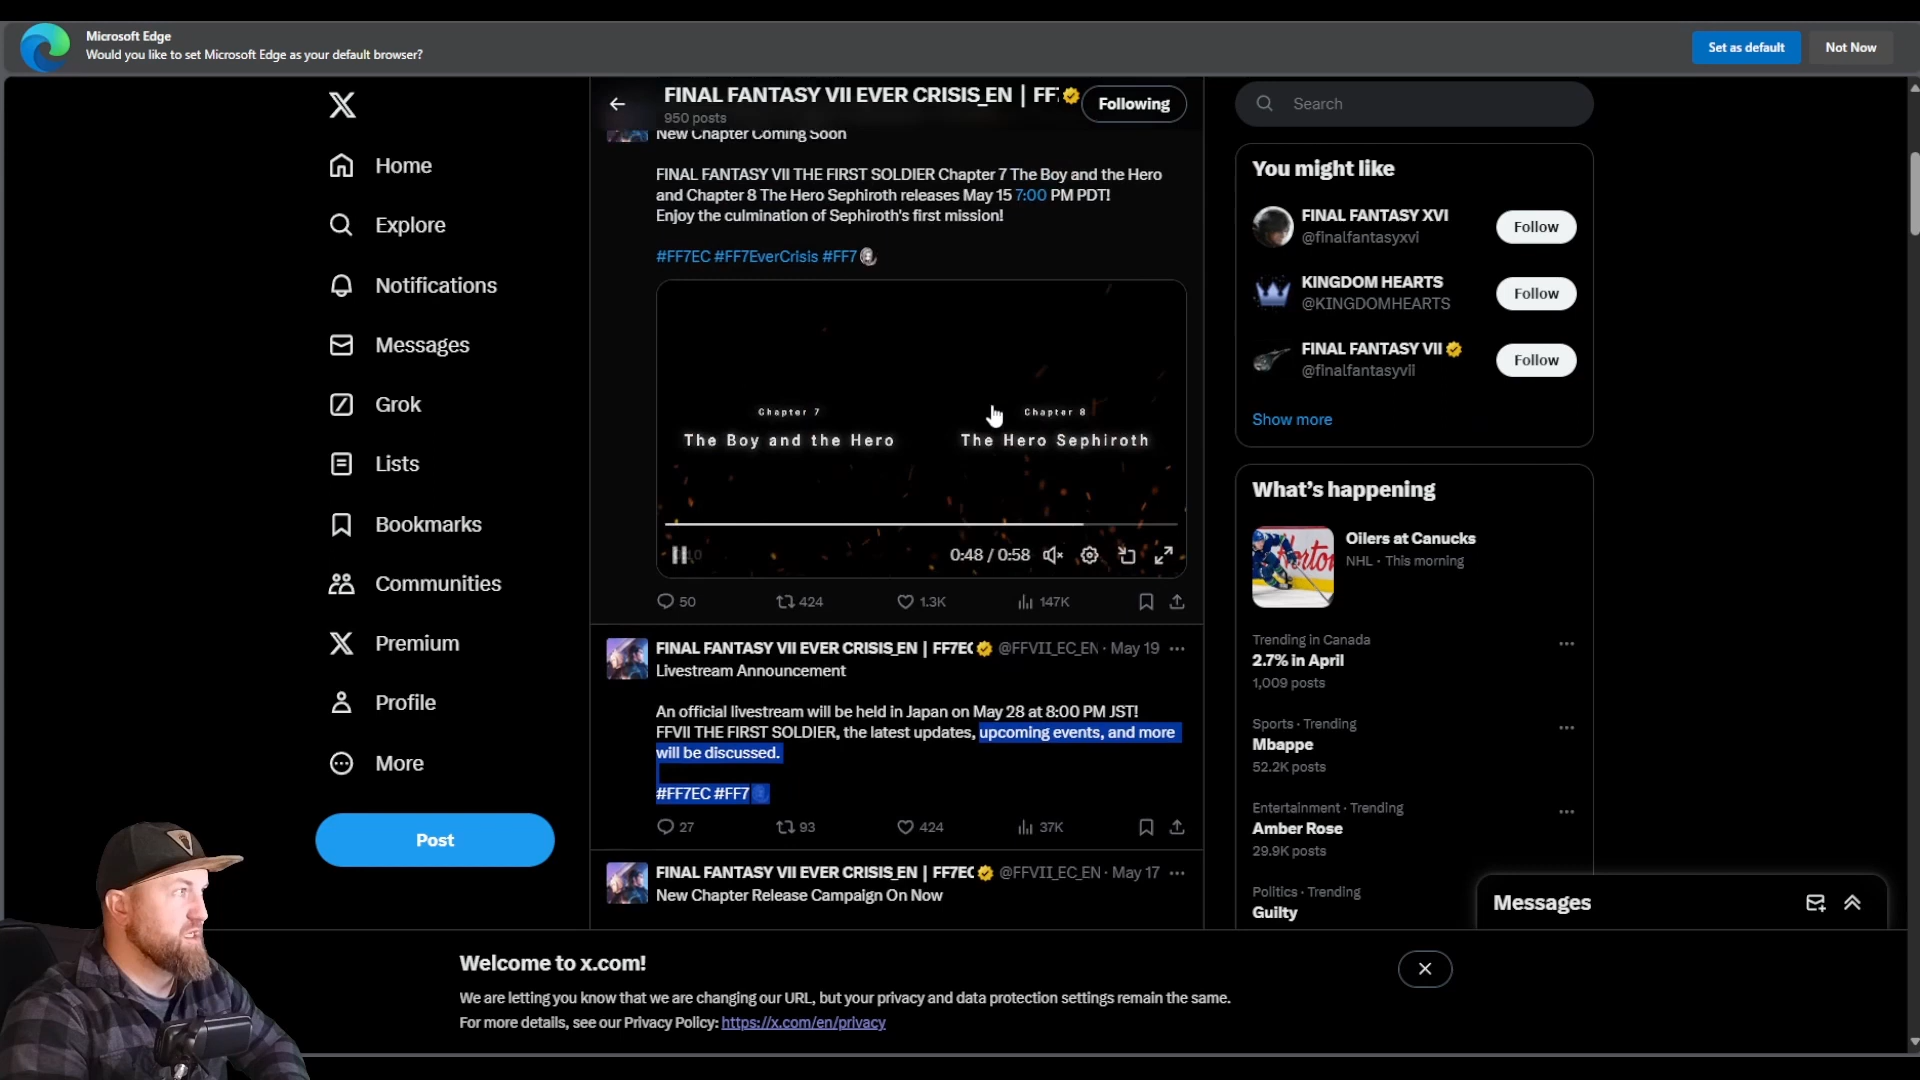 Microsoft Edge
Would you like to set Microsoft Edge as your default browser?
Set as default
Not Now
Home
Explore
Notifications
Messages
Grok
Lists
Bookmarks
Communities
Premium
Profile
More
Post
FINAL FANTASY VII EVER CRISIS_EN | FF
950 posts
Following
New Chapter Coming Soon
FINAL FANTASY VII THE FIRST SOLDIER Chapter 7 The Boy and the Hero
and Chapter 8 The Hero Sephiroth releases May 15 7:00 PM PDT!
Enjoy the culmination of Sephiroth's first mission!
#FF7EC #FF7EverCrisis #FF7
Chapter 7
The Boy and the Hero
Chapter 8
The Hero Sephiroth
0:48 / 0:58
50
424
1.3K
147K
FINAL FANTASY VII EVER CRISIS_EN | FF7EC @FFVII_EC_EN · May 19
Livestream Announcement
An official livestream will be held in Japan on May 28 at 8:00 PM JST!
FFVII THE FIRST SOLDIER, the latest updates, upcoming events, and more
will be discussed.
#FF7EC #FF7
27
93
424
37K
FINAL FANTASY VII EVER CRISIS_EN | FF7EC @FFVII_EC_EN · May 17
New Chapter Release Campaign On Now
Search
You might like
FINAL FANTASY XVI
@finalfantasyxvi
Follow
KINGDOM HEARTS
@KINGDOMHEARTS
Follow
FINAL FANTASY VII
@finalfantasyvii
Follow
Show more
What's happening
Oilers at Canucks
NHL · This morning
Trending in Canada
2.7% in April
1,009 posts
Sports · Trending
Mbappe
52.2K posts
Entertainment · Trending
Amber Rose
29.9K posts
Politics · Trending
Guilty
Messages
Welcome to x.com!
We are letting you know that we are changing our URL, but your privacy and data protection settings remain the same.
For more details, see our Privacy Policy: https://x.com/en/privacy